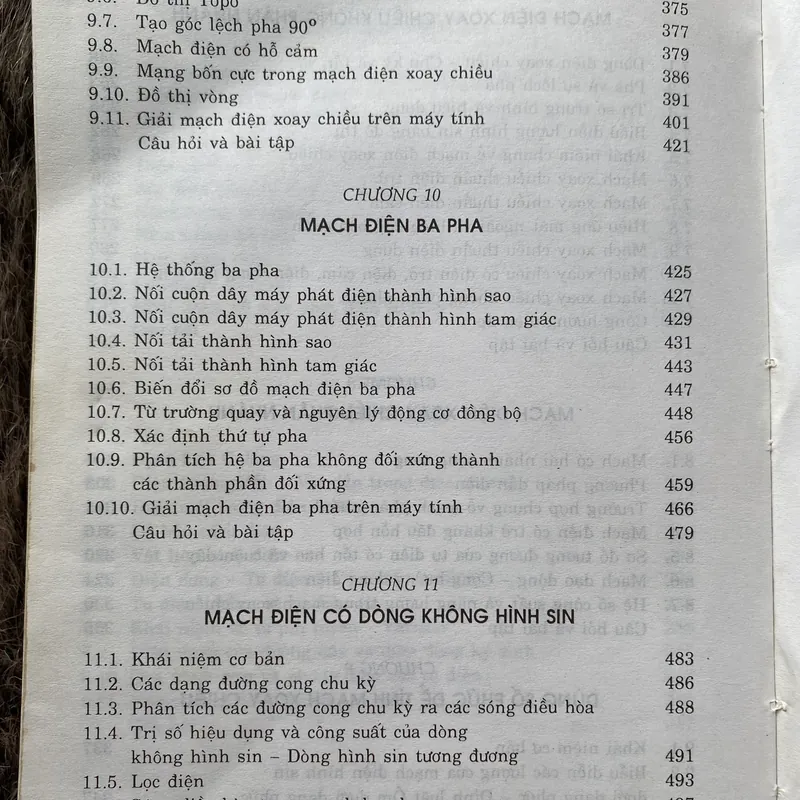 9.6. Đồ thị Tôpô 375
9.7. Tạo góc lệch pha 90° 377
9.8. Mạch điện có hỗ cảm 379
9.9. Mạng bốn cực trong mạch điện xoay chiều 386
9.10. Đồ thị vòng 391
9.11. Giải mạch điện xoay chiều trên máy tính 401
Câu hỏi và bài tập 421
CHƯƠNG 10
MẠCH ĐIỆN BA PHA
10.1. Hệ thống ba pha 425
10.2. Nối cuộn dây máy phát điện thành hình sao 427
10.3. Nối cuộn dây máy phát điện thành hình tam giác 429
10.4. Nối tải thành hình sao 431
10.5. Nối tải thành hình tam giác 443
10.6. Biến đổi sơ đồ mạch điện ba pha 447
10.7. Từ trường quay và nguyên lý động cơ đồng bộ 448
10.8. Xác định thứ tự pha 456
10.9. Phân tích hệ ba pha không đối xứng thành
các thành phần đối xứng 459
10.10. Giải mạch điện ba pha trên máy tính 466
Câu hỏi và bài tập 479
CHƯƠNG 11
MẠCH ĐIỆN CÓ DÒNG KHÔNG HÌNH SIN
11.1. Khái niệm cơ bản 483
11.2. Các dạng đường cong chu kỳ 486
11.3. Phân tích các đường cong chu kỳ ra các sóng điều hòa 488
11.4. Trị số hiệu dụng và công suất của dòng
không hình sin – Dòng hình sin tương đương 491
11.5. Lọc điện 493